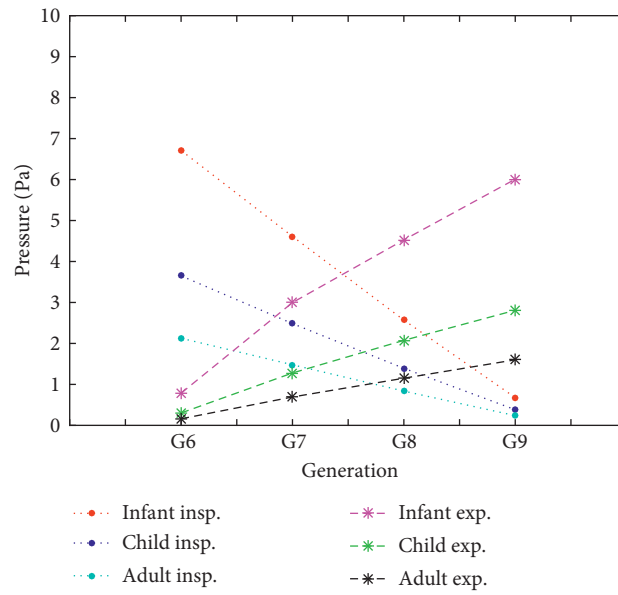 10
9
8
7
6
5
4
3
2
1
0
Pressure (Pa)
G6 G7 G8 G9
Generation
Infant insp. Infant exp.
Child insp. Child exp.
Adult insp. Adult exp.